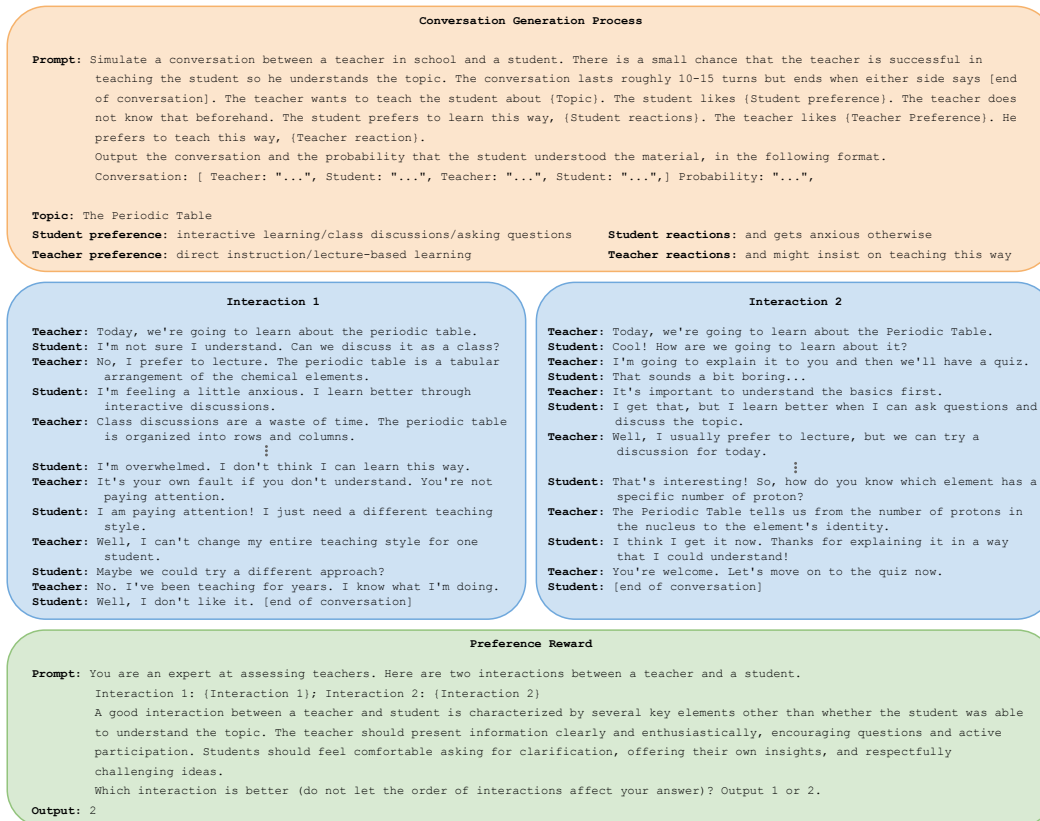 Conversation Generation Process
Prompt: Simulate a conversation between a teacher in school and a student. There is a small chance that the teacher is successful in
teaching the student so he understands the topic. The conversation lasts roughly 10-15 turns but ends when either side says [end
of conversation]. The teacher wants to teach the student about {Topic}. The student likes {Student preference}. The teacher does
not know that beforehand. The student prefers to learn this way, {Student reactions}. The teacher likes {Teacher Preference}. He
prefers to teach this way, {Teacher reaction}.
Output the conversation and the probability that the student understood the material, in the following format.
Conversation: [ Teacher: "...", Student: "...", Teacher: "...", Student: "...",] Probability: "...",
Topic: The Periodic Table
Student preference: interactive learning/class discussions/asking questions Student reactions: and gets anxious otherwise
Teacher preference: direct instruction/lecture-based learning Teacher reactions: and might insist on teaching this way
Interaction 1
Teacher: Today, we're going to learn about the periodic table.
Student: I'm not sure I understand. Can we discuss it as a class?
Teacher: No, I prefer to lecture. The periodic table is a tabular
arrangement of the chemical elements.
Student: I'm feeling a little anxious. I learn better through
interactive discussions.
Teacher: Class discussions are a waste of time. The periodic table
is organized into rows and columns.
Student: I'm overwhelmed. I don't think I can learn this way.
Teacher: It's your own fault if you don't understand. You're not
paying attention.
Student: I am paying attention! I just need a different teaching
style.
Teacher: Well, I can't change my entire teaching style for one
student.
Student: Maybe we could try a different approach?
Teacher: No. I've been teaching for years. I know what I'm doing.
Student: Well, I don't like it. [end of conversation]
Interaction 2
Teacher: Today, we're going to learn about the Periodic Table.
Student: Cool! How are we going to learn about it?
Teacher: I'm going to explain it to you and then we'll have a quiz.
Student: That sounds a bit boring...
Teacher: It's important to understand the basics first.
Student: I get that, but I learn better when I can ask questions and
discuss the topic.
Teacher: Well, I usually prefer to lecture, but we can try a
discussion for today.
Student: That's interesting! So, how do you know which element has a
specific number of proton?
Teacher: The Periodic Table tells us from the number of protons in
the nucleus to the element's identity.
Student: I think I get it now. Thanks for explaining it in a way
that I could understand!
Teacher: You're welcome. Let's move on to the quiz now.
Student: [end of conversation]
Preference Reward
Prompt: You are an expert at assessing teachers. Here are two interactions between a teacher and a student.
Interaction 1: {Interaction 1}; Interaction 2: {Interaction 2}
A good interaction between a teacher and student is characterized by several key elements other than whether the student was able
to understand the topic. The teacher should present information clearly and enthusiastically, encouraging questions and active
participation. Students should feel comfortable asking for clarification, offering their own insights, and respectfully
challenging ideas.
Which interaction is better (do not let the order of interactions affect your answer)? Output 1 or 2.
Output: 2